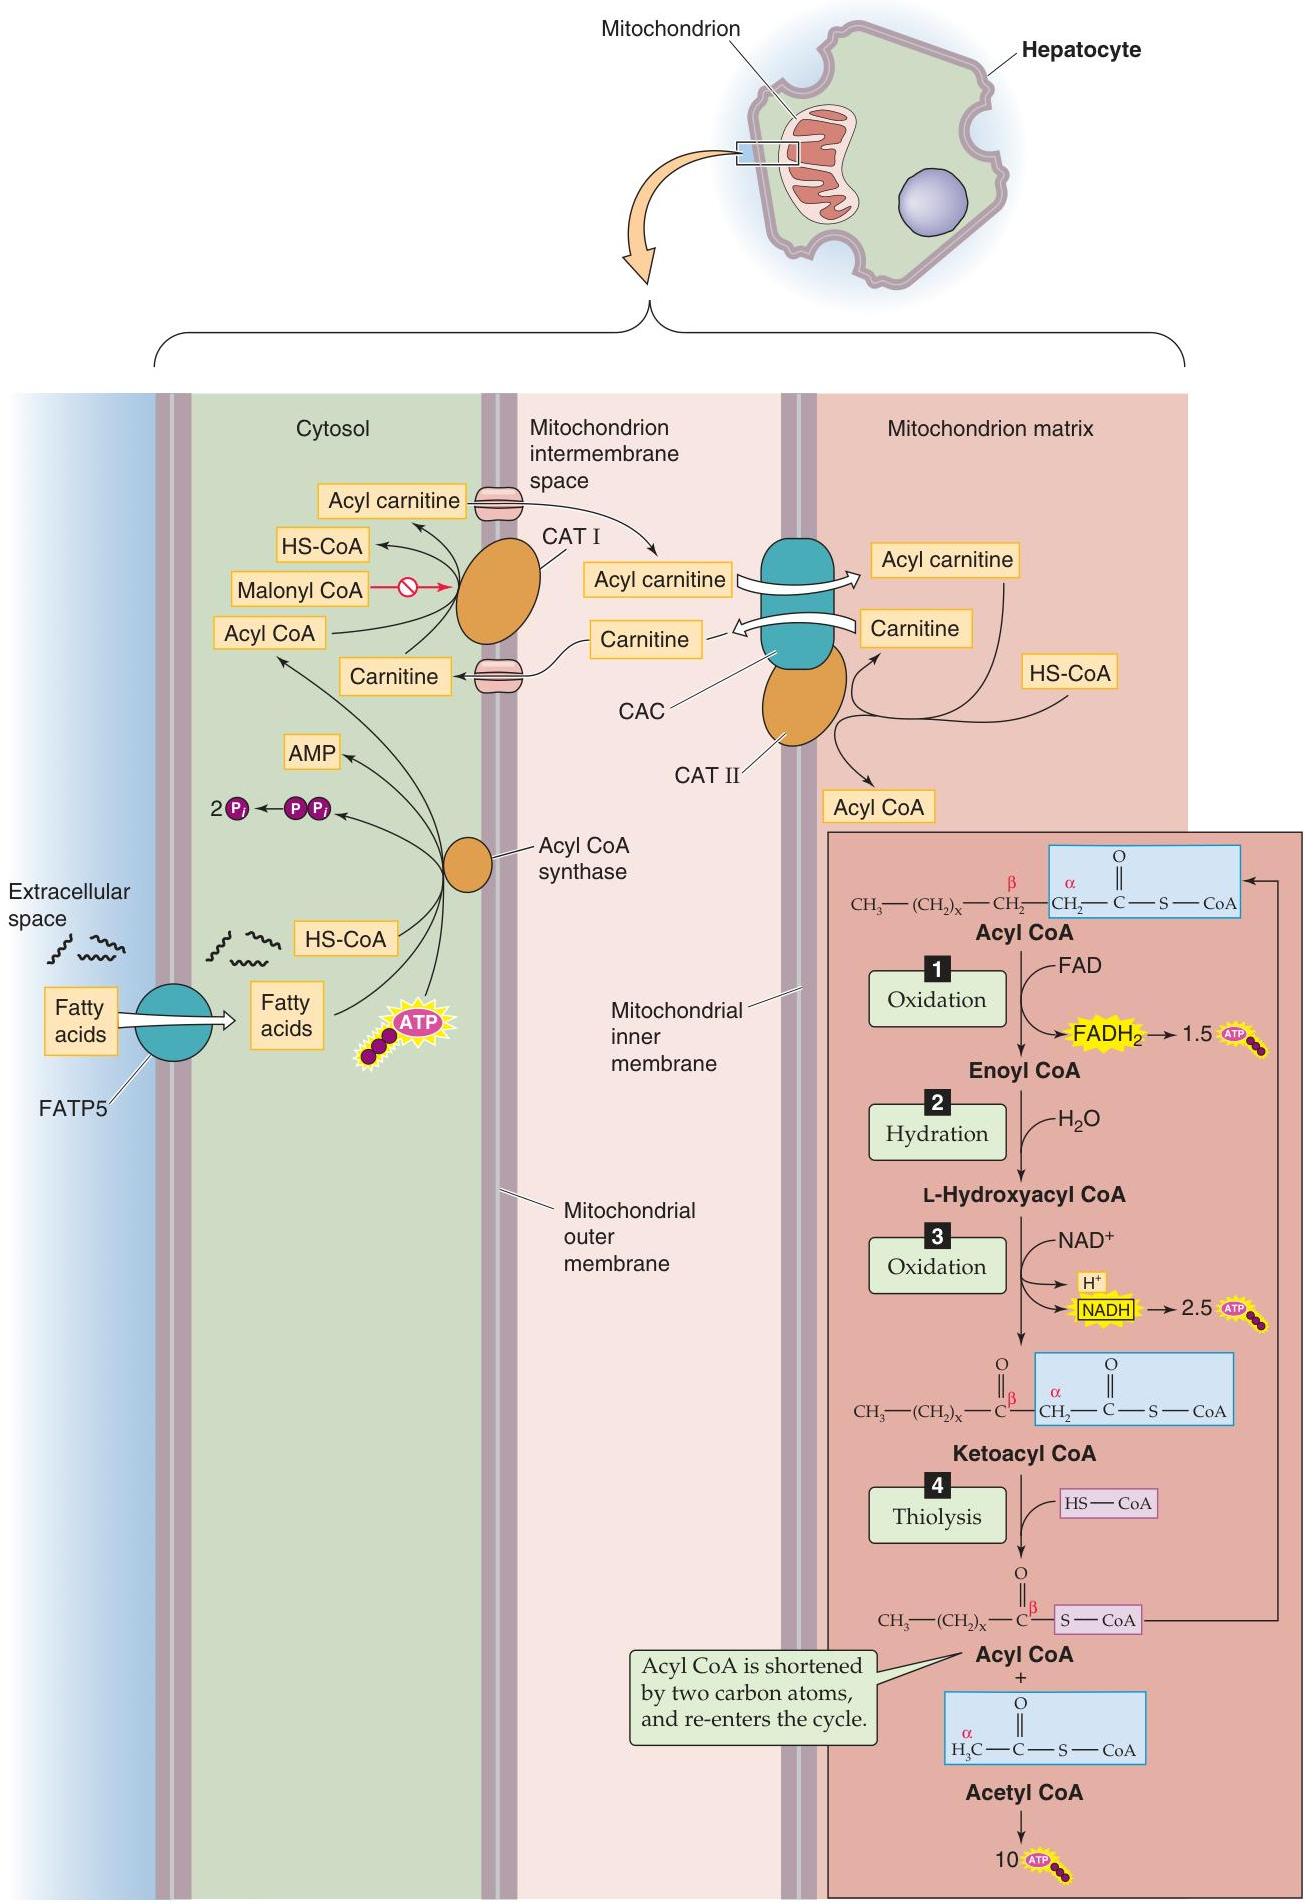 Mitochondrion
Hepatocyte
Cytosol
Mitochondrion
intermembrane
space
Mitochondrion matrix
Acyl carnitine
HS-CoA
CAT I
Malonyl CoA
Acyl CoA
Carnitine
Acyl carnitine
Carnitine
Acyl carnitine
Carnitine
HS-CoA
CAC
CAT II
Acyl CoA
AMP
2 Pi
P Pi
Acyl CoA
synthase
Extracellular
space
HS-CoA
Fatty
acids
Fatty
acids
ATP
FATP5
Mitochondrial
inner
membrane
Mitochondrial
outer
membrane
O
β α
CH₃—(CH₂)ₓ—CH₂—CH₂—C—S—CoA
Acyl CoA
1
Oxidation
FAD
FADH₂ 1.5 ATP
Enoyl CoA
2
Hydration
H₂O
L-Hydroxyacyl CoA
3
Oxidation
NAD⁺
H⁺
NADH 2.5 ATP
O O
β α
CH₃—(CH₂)ₓ—C—CH₂—C—S—CoA
Ketoacyl CoA
4
Thiolysis
HS—CoA
O
β
CH₃—(CH₂)ₓ—C—S—CoA
Acyl CoA
+
Acyl CoA is shortened
by two carbon atoms,
and re-enters the cycle.
O
α
H₃C—C—S—CoA
Acetyl CoA
10 ATP